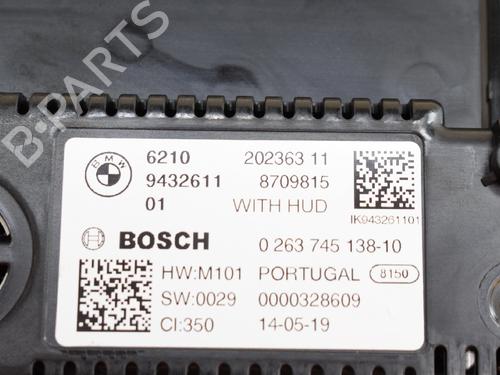 B-PARTS
BMW
6210 202363 11
9432611 8709815
01 WITH HUD
IK943261101
BOSCH 0 263 745 138-10
HW:M101 PORTUGAL 8150
SW:0029 0000328609
CI:350 14-05-19